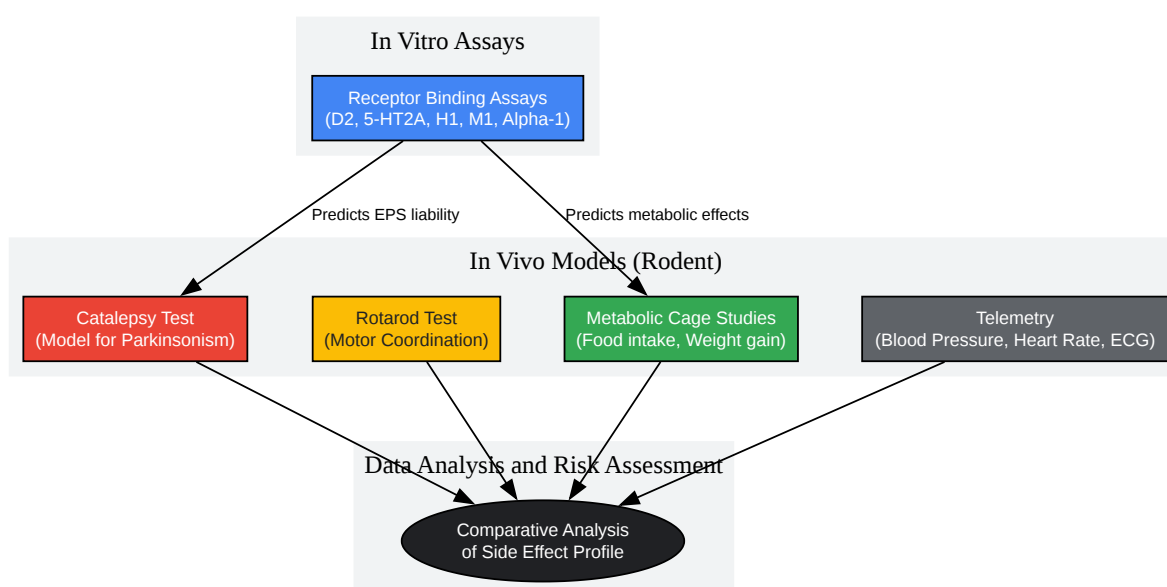 In Vitro Assays
Receptor Binding Assays
(D2, 5-HT2A, H1, M1, Alpha-1)
Predicts EPS liability
Predicts metabolic effects
In Vivo Models (Rodent)
Catalepsy Test
(Model for Parkinsonism)
Rotarod Test
(Motor Coordination)
Metabolic Cage Studies
(Food intake, Weight gain)
Telemetry
(Blood Pressure, Heart Rate, ECG)
Data Analysis and Risk Assessment
Comparative Analysis
of Side Effect Profile